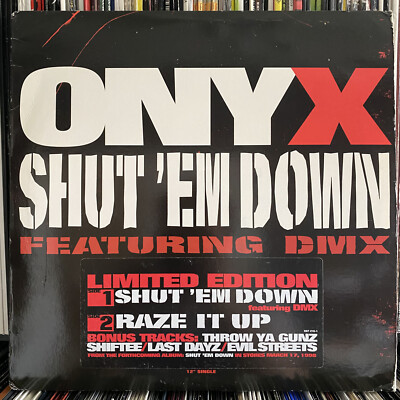 ONYX
SHUT 'EM DOWN
FEATURING DMX
LIMITED EDITION
SIDE 1 SHUT 'EM DOWN
featuring DMX
SIDE 2 RAZE IT UP
BONUS TRACKS: THROW YA GUNZ
SHIFTEE/LAST DAYZ/EVIL STREETS
FROM THE FORTHCOMING ALBUM: SHUT 'EM DOWN IN STORES MARCH 17, 1998
12" SINGLE